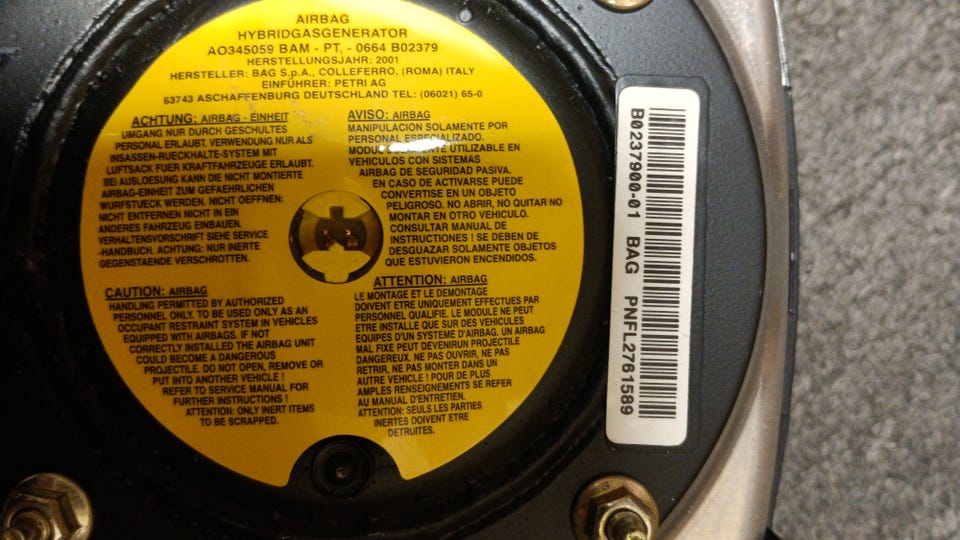 AIRBAG
HYBRIDGASGENERATOR
AO345059 BAM - PT, - 0664 B02379
HERSTELLUNGSJAHR: 2001
HERSTELLER: BAG S.p.A., COLLEFERRO, (ROMA) ITALY
EINFÜHRER: PETRI AG
63743 ASCHAFFENBURG DEUTSCHLAND TEL: (06021) 65-0
ACHTUNG: AIRBAG - EINHEIT
UMGANG NUR DURCH GESCHULTES
PERSONAL ERLAUBT. VERWENDUNG NUR ALS
INSASSEN-RUECKHALTE-SYSTEM MIT
LUFTSACK FUER KRAFTFAHRZEUGE ERLAUBT.
BEI AUSLOESUNG KANN DIE NICHT MONTIERTE
AIRBAG-EINHEIT ZUM GEFAEHRLICHEN
WURFSTUECK WERDEN. NICHT OEFFNEN:
NICHT ENTFERNEN NICHT IN EIN
ANDERES FAHRZEUG EINBAUEN.
VERHALTENSVORSCHRIFT SIEHE SERVICE
-HANDBUCH. ACHTUNG: NUR INERTE
GEGENSTAENDE VERSCHROTTEN.
AVISO: AIRBAG
MANIPULACION SOLAMENTE POR
PERSONAL ESPECIALIZADO.
UTILIZABLE EN
VEHICULOS CON SISTEMAS
AIRBAG DE SEGURIDAD PASIVA.
EN CASO DE ACTIVARSE PUEDE
CONVERTISE EN UN OBJETO
PELIGROSO. NO ABRIR, NO QUITAR NO
MONTAR EN OTRO VEHICULO.
CONSULTAR MANUAL DE
INSTRUCTIONES ! SE DEBEN DE
DESGUAZAR SOLAMENTE OBJETOS
QUE ESTUVIERON ENCENDIDOS.
CAUTION: AIRBAG
HANDLING PERMITTED BY AUTHORIZED
PERSONNEL ONLY. TO BE USED ONLY AS AN
OCCUPANT RESTRAINT SYSTEM IN VEHICLES
EQUIPPED WITH AIRBAGS. IF NOT
CORRECTLY INSTALLED THE AIRBAG UNIT
COULD BECOME A DANGEROUS
PROJECTILE. DO NOT OPEN, REMOVE OR
PUT INTO ANOTHER VEHICLE !
REFER TO SERVICE MANUAL FOR
FURTHER INSTRUCTIONS !
ATTENTION: ONLY INERT ITEMS
TO BE SCRAPPED.
ATTENTION: AIRBAG
LE MONTAGE ET LE DEMONTAGE
DOIVENT ETRE UNIQUEMENT EFFECTUES PAR
PERSONNEL QUALIFIE. LE MODULE NE PEUT
ETRE INSTALLE QUE SUR DES VEHICULES
EQUIPES D'UN SYSTEME D'AIRBAG. UN AIRBAG
MAL FIXE PEUT DEVENIRUN PROJECTILE
DANGEREUX. NE PAS OUVRIR, NE PAS
RETRIR, NE PAS MONTER DANS UN
AUTRE VEHICULE ! POUR DE PLUS
AMPLES RENSEIGNEMENTS SE REFER
AU MANUAL D'ENTRETIEN.
ATTENTION: SEULS LES PARTIES
INERTES DOIVENT ETRE
DETRUITES.
B0237900-01 BAG PNFL2761589